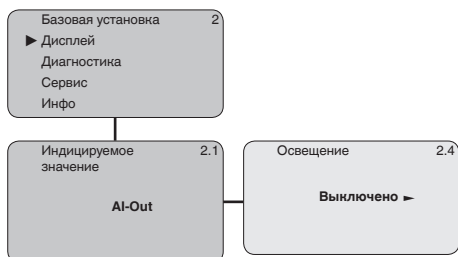 Базовая установка 2
▶ Дисплей
Диагностика
Сервис
Инфо
Индицируемое 2.1
значение
AI-Out
Освещение 2.4
Выключено ►